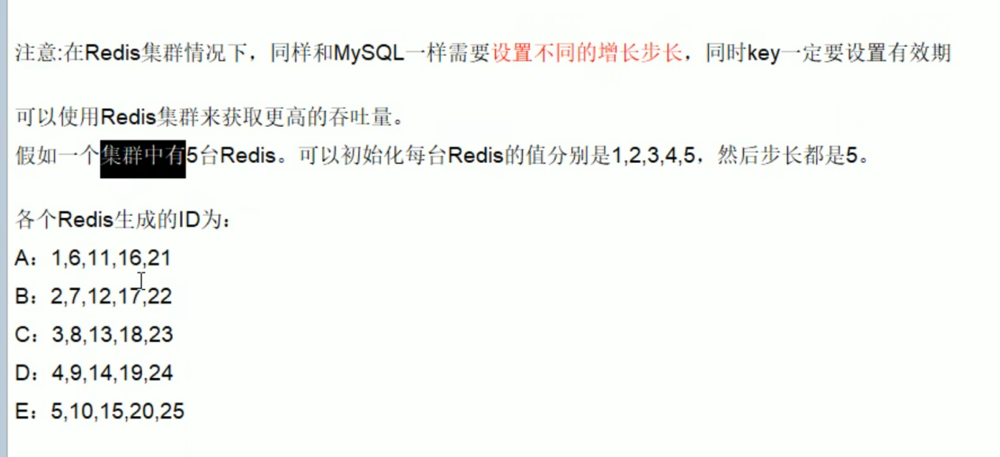 注意:在Redis集群情况下，同样和MySQL一样需要设置不同的增长步长，同时key一定要设置有效期
可以使用Redis集群来获取更高的吞吐量。
假如一个集群中有5台Redis。可以初始化每台Redis的值分别是1,2,3,4,5，然后步长都是5。
各个Redis生成的ID为：
A：1,6,11,16,21
B：2,7,12,17,22
C：3,8,13,18,23
D：4,9,14,19,24
E：5,10,15,20,25